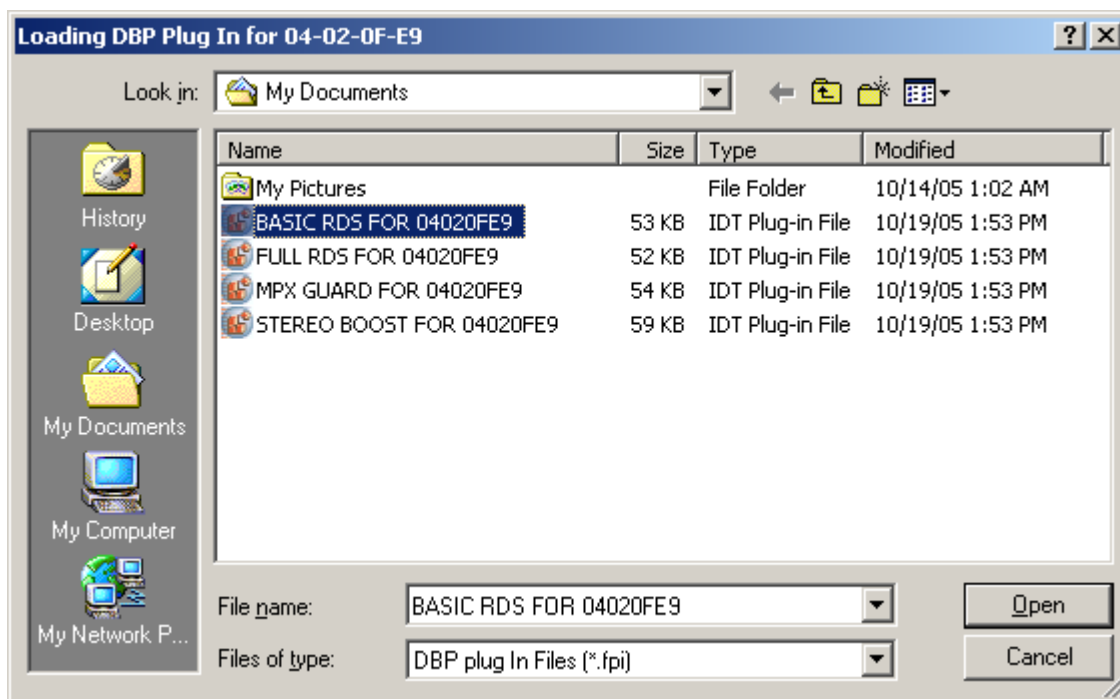 Loading DBP Plug In for 04-02-0F-E9
Look in: My Documents
History
Desktop
My Documents
My Computer
My Network P...
Name Size Type Modified
My Pictures File Folder 10/14/05 1:02 AM
BASIC RDS FOR 04020FE9 53 KB IDT Plug-in File 10/19/05 1:53 PM
FULL RDS FOR 04020FE9 52 KB IDT Plug-in File 10/19/05 1:53 PM
MPX GUARD FOR 04020FE9 54 KB IDT Plug-in File 10/19/05 1:53 PM
STEREO BOOST FOR 04020FE9 59 KB IDT Plug-in File 10/19/05 1:53 PM
File name: BASIC RDS FOR 04020FE9 Open
Files of type: DBP plug In Files (*.fpi) Cancel